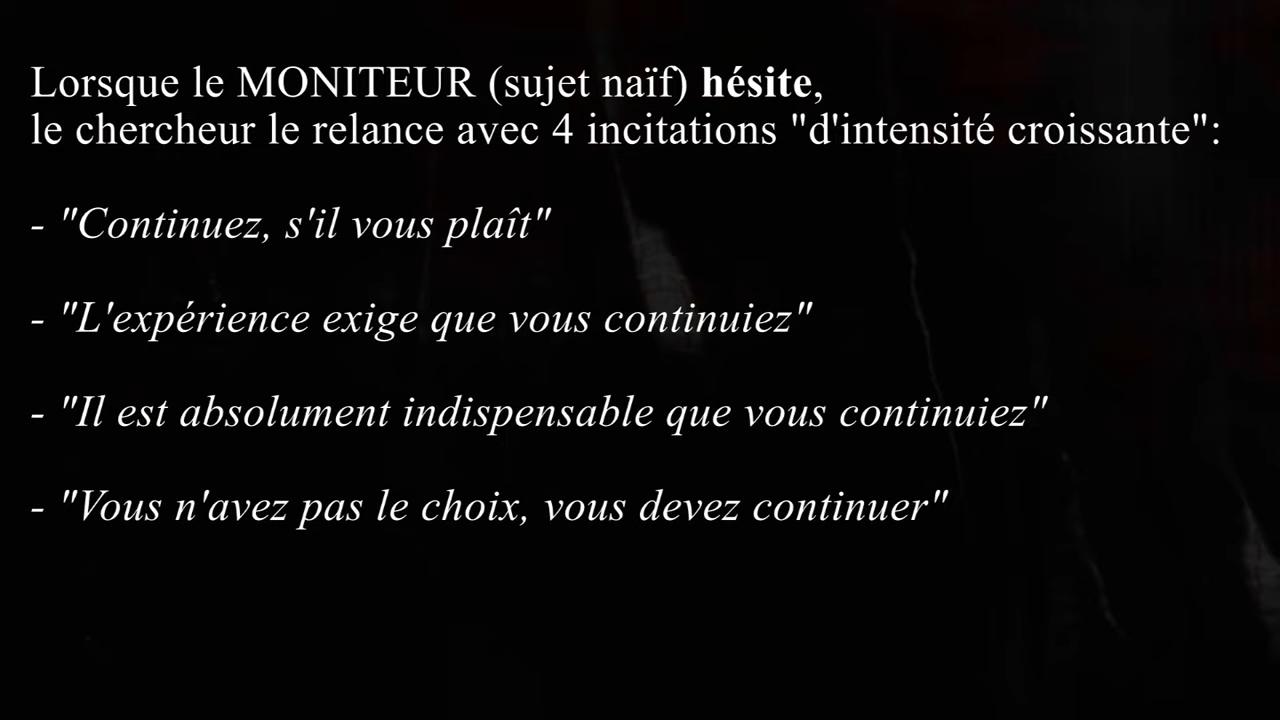 Lorsque le MONITEUR (sujet naïf) hésite,
le chercheur le relance avec 4 incitations "d'intensité croissante":
- "Continuez, s'il vous plaît"
- "L'expérience exige que vous continuiez"
- "Il est absolument indispensable que vous continuiez"
- "Vous n'avez pas le choix, vous devez continuer"